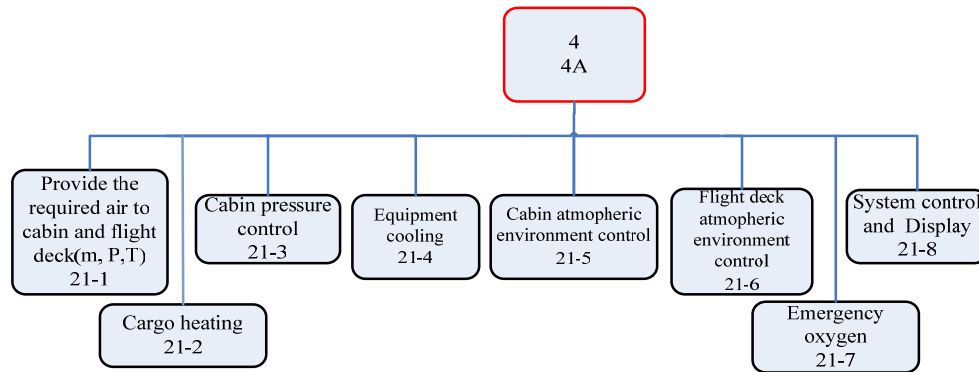 4
4A
Provide the
required air to
cabin and flight
deck(m, P,T)
21-1
Cargo heating
21-2
Cabin pressure
control
21-3
Equipment
cooling
21-4
Cabin atmopheric
environment control
21-5
Flight deck
atmopheric
environment
control
21-6
Emergency
oxygen
21-7
System control
and Display
21-8